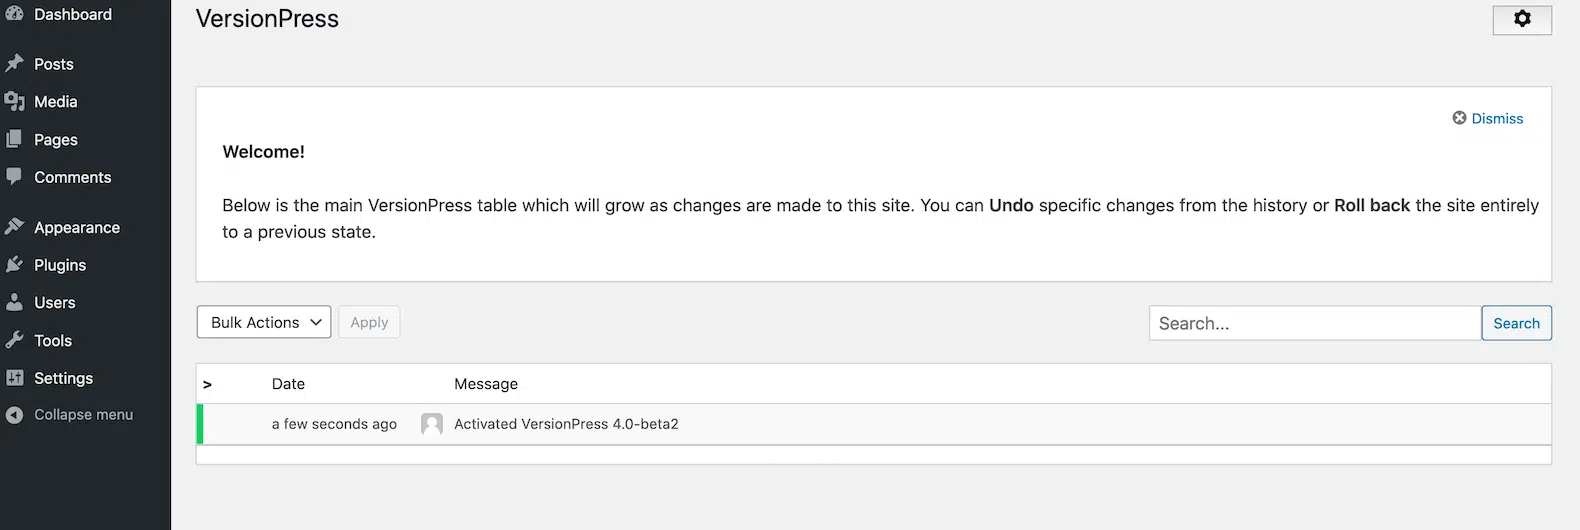 Dashboard
Posts
Media
Pages
Comments
Appearance
Plugins
Users
Tools
Settings
Collapse menu
VersionPress
Dismiss
Welcome!
Below is the main VersionPress table which will grow as changes are made to this site. You can Undo specific changes from the history or Roll back the site entirely
to a previous state.
Bulk Actions Apply Search... Search
> Date Message
a few seconds ago Activated VersionPress 4.0-beta2